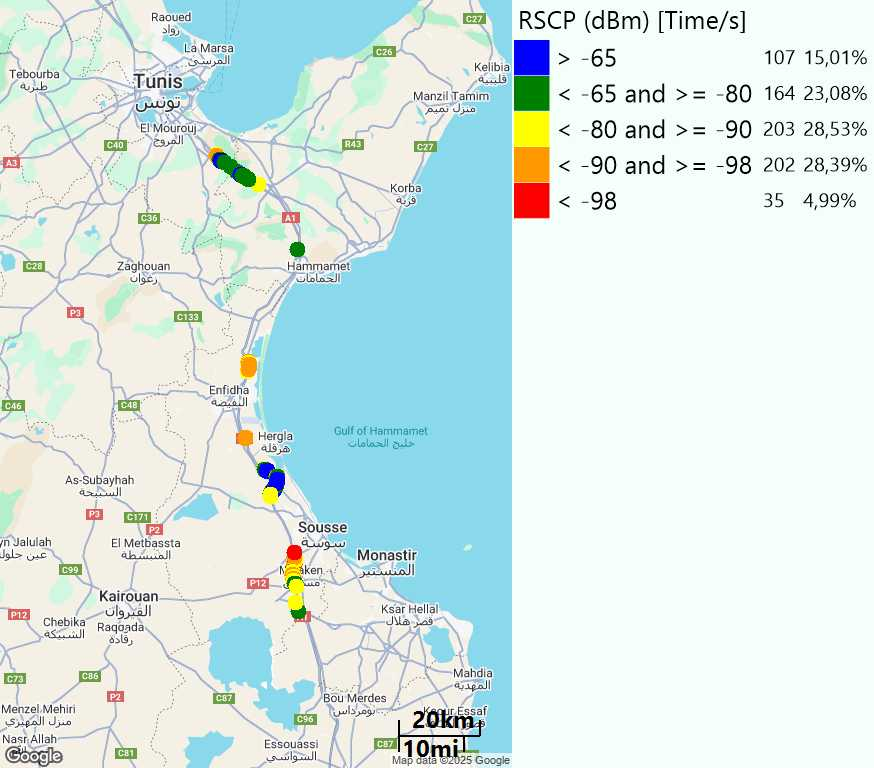 RSCP (dBm) [Time/s]
> -65 107 15,01%
< -65 and >= -80 164 23,08%
< -80 and >= -90 203 28,53%
< -90 and >= -98 202 28,39%
< -98 35 4,99%
Raoued
رواد
C27
La Marsa
المرسى
C26
Tebourba
طبربة
Tunis
تونس
Kelibia
قليبية
Manzil Tamim
منزل تميم
El Mourouj
المروج
C40
R43
C27
A3
Korba
قربة
C36
A1
C28
Zaghouan
زغوان
Hammamet
الحمامات
P3
C133
Enfidha
النفيضة
C46
C48
Gulf of Hammamet
خليج الحمامات
Hergla
هرقلة
As-Subayhah
السبيحة
P3
C171
P2
Sousse
سوسة
yn Jalulah
عين جلولة
El Metbassta
المتبسطة
Monastir
المنستير
C99
P12
Kairouan
القيروان
P12
Ksar Hellal
قصر هلال
Chebika
الشبيكة
Raqqada
رقادة
C73
C86
Mahdia
المهدية
P2
C87
Bou Merdes
بومرداس
Menzel Mehiri
منزل المهيري
C96
20km
Nasr Allah
Essouassi
السواسي
C87
10mi
C81
Google
Map data ©2025 Google